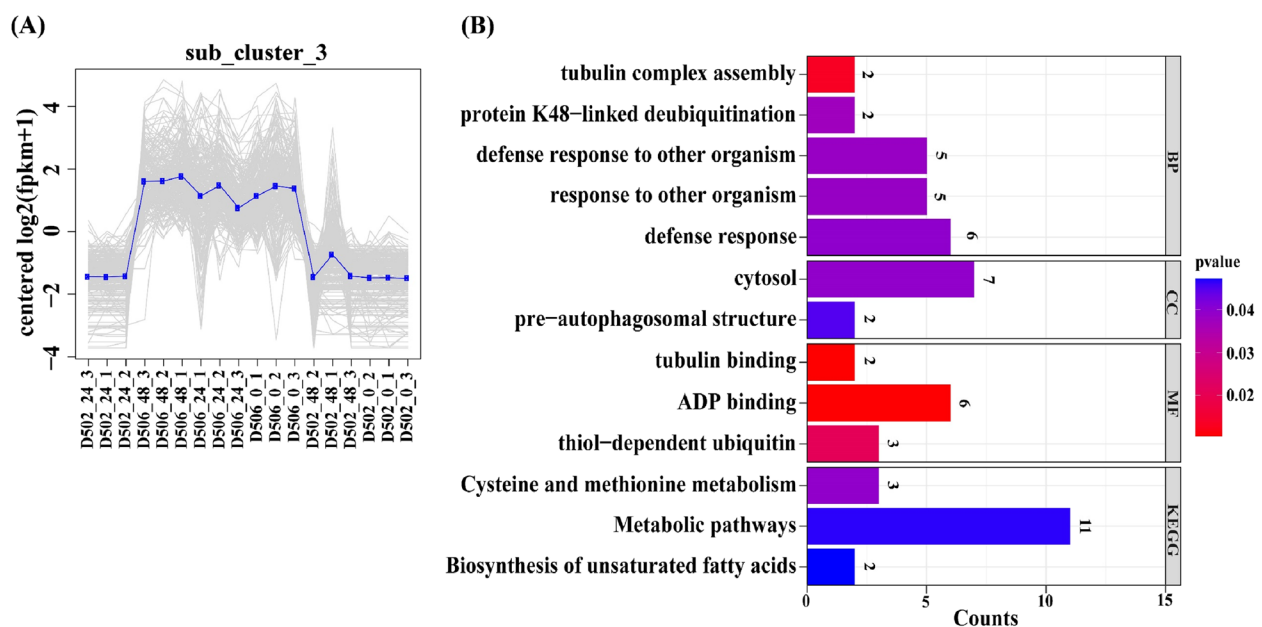 (A)
sub_cluster_3
centered log2(fpkm+1)
4
2
0
−2
−4
D502_24_3
D502_24_1
D502_24_2
D506_48_3
D506_48_2
D506_48_1
D506_24_1
D506_24_2
D506_24_3
D506_0_1
D506_0_2
D506_0_3
D502_48_2
D502_48_1
D502_48_3
D502_0_2
D502_0_1
D502_0_3
(B)
tubulin complex assembly 2
protein K48−linked deubiquitination 2
defense response to other organism 5
response to other organism 5
defense response 6
BP
cytosol 7
pre−autophagosomal structure 2
CC
tubulin binding 2
ADP binding 6
thiol−dependent ubiquitin 3
MF
Cysteine and methionine metabolism 3
Metabolic pathways 11
Biosynthesis of unsaturated fatty acids 2
KEGG
0 5 10 15
Counts
pvalue
0.04
0.03
0.02